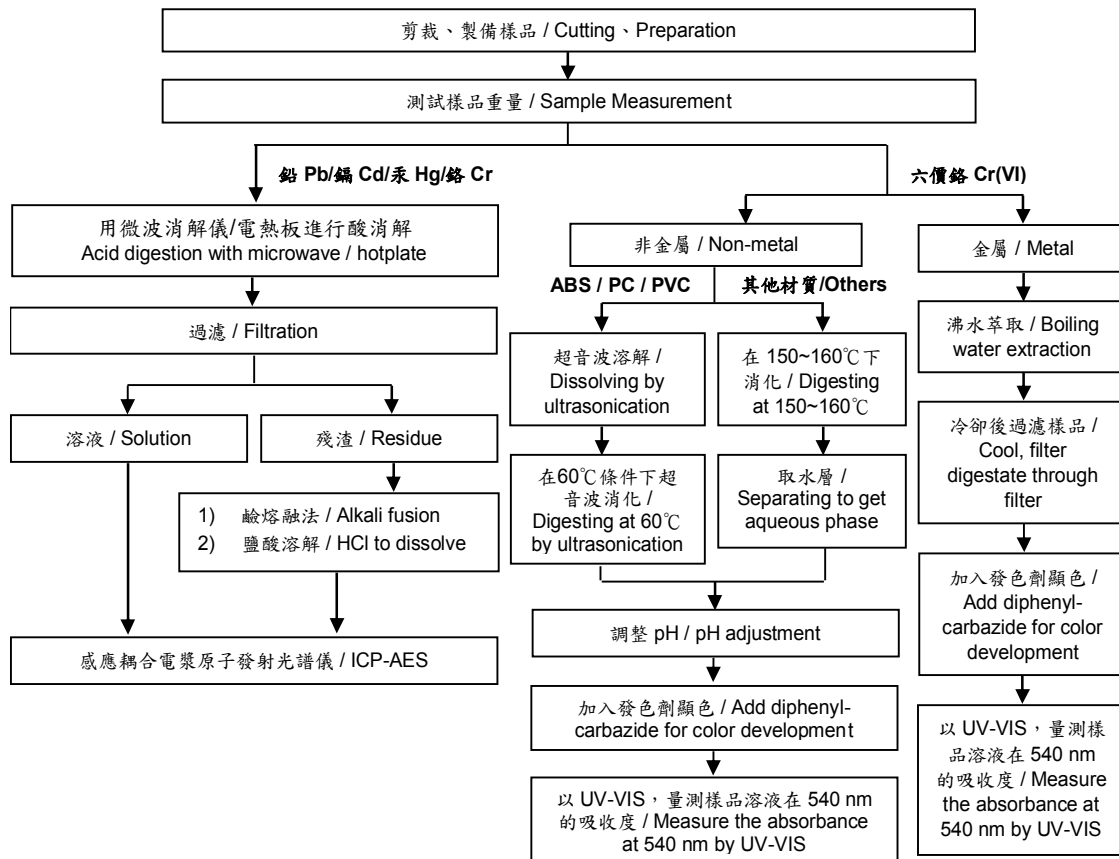 剪裁、製備樣品 / Cutting、Preparation
測試樣品重量 / Sample Measurement
鉛 Pb/鎘 Cd/汞 Hg/鉻 Cr
六價鉻 Cr(VI)
用微波消解儀/電熱板進行酸消解
Acid digestion with microwave / hotplate
過濾 / Filtration
溶液 / Solution
殘渣 / Residue
1) 鹼熔融法 / Alkali fusion
2) 鹽酸溶解 / HCl to dissolve
感應耦合電漿原子發射光譜儀 / ICP-AES
非金屬 / Non-metal
ABS / PC / PVC
其他材質/Others
超音波溶解 /
Dissolving by
ultrasonication
在60℃條件下超
音波消化 /
Digesting at 60℃
by ultrasonication
在 150~160℃下
消化 / Digesting
at 150~160℃
取水層 /
Separating to get
aqueous phase
調整 pH / pH adjustment
加入發色劑顯色 / Add diphenyl-
carbazide for color development
以 UV-VIS，量測樣品溶液在 540 nm
的吸收度 / Measure the absorbance
at 540 nm by UV-VIS
金屬 / Metal
沸水萃取 / Boiling
water extraction
冷卻後過濾樣品 /
Cool, filter
digestate through
filter
加入發色劑顯色 /
Add diphenyl-
carbazide for color
development
以 UV-VIS，量測樣
品溶液在 540 nm
的吸收度 / Measure
the absorbance at
540 nm by UV-VIS